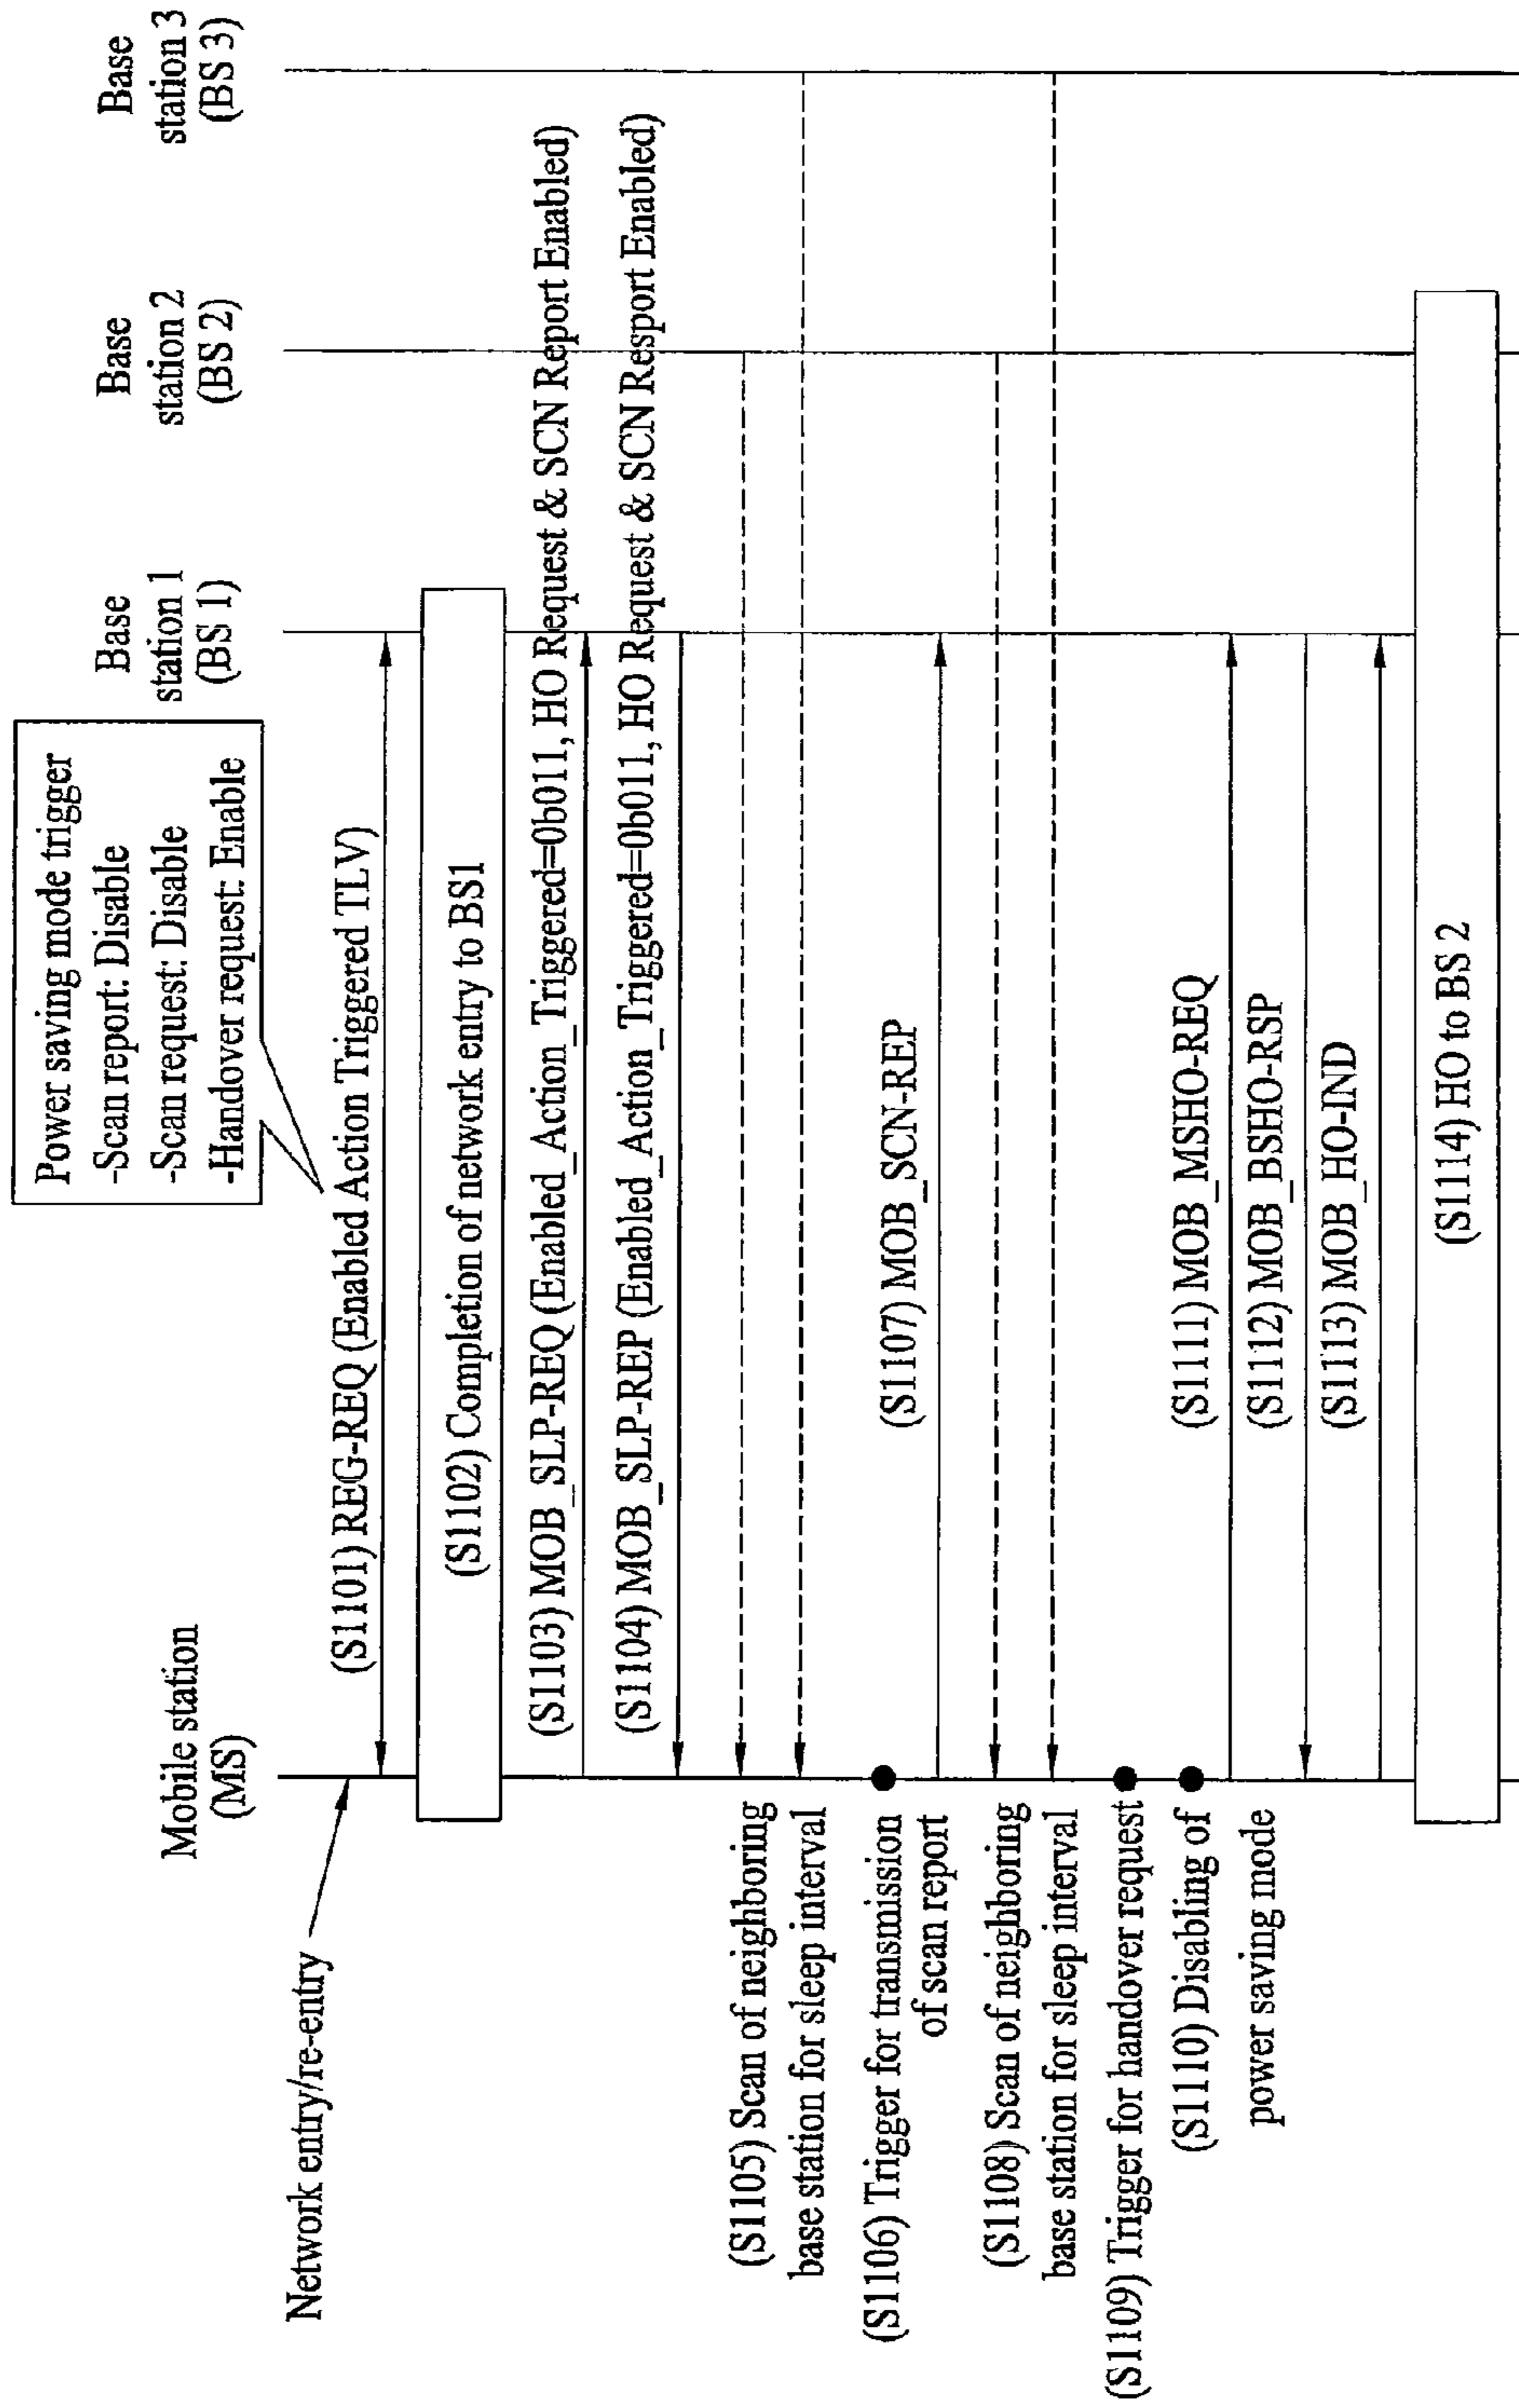 Mobile station
(MS)
Base
station 1
(BS 1)
Base
station 2
(BS 2)
Base
station 3
(BS 3)
Power saving mode trigger
-Scan report: Disable
-Scan request: Disable
-Handover request: Enable
Network entry/re-entry
(S1101) REG-REQ (Enabled Action Triggered TLV)
(S1102) Completion of network entry to BS1
(S1103) MOB_SLP-REQ (Enabled_Action_Triggered=0b011, HO Request & SCN Report Enabled)
(S1104) MOB_SLP-REP (Enabled_Action_Triggered=0b011, HO Request & SCN Resport Enabled)
(S1105) Scan of neighboring
base station for sleep interval
(S1106) Trigger for transmission
of scan report
(S1107) MOB_SCN-REP
(S1108) Scan of neighboring
base station for sleep interval
(S1109) Trigger for handover request
(S1110) Disabling of
power saving mode
(S1111) MOB_MSHO-REQ
(S1112) MOB_BSHO-RSP
(S1113) MOB_HO-IND
(S1114) HO to BS 2